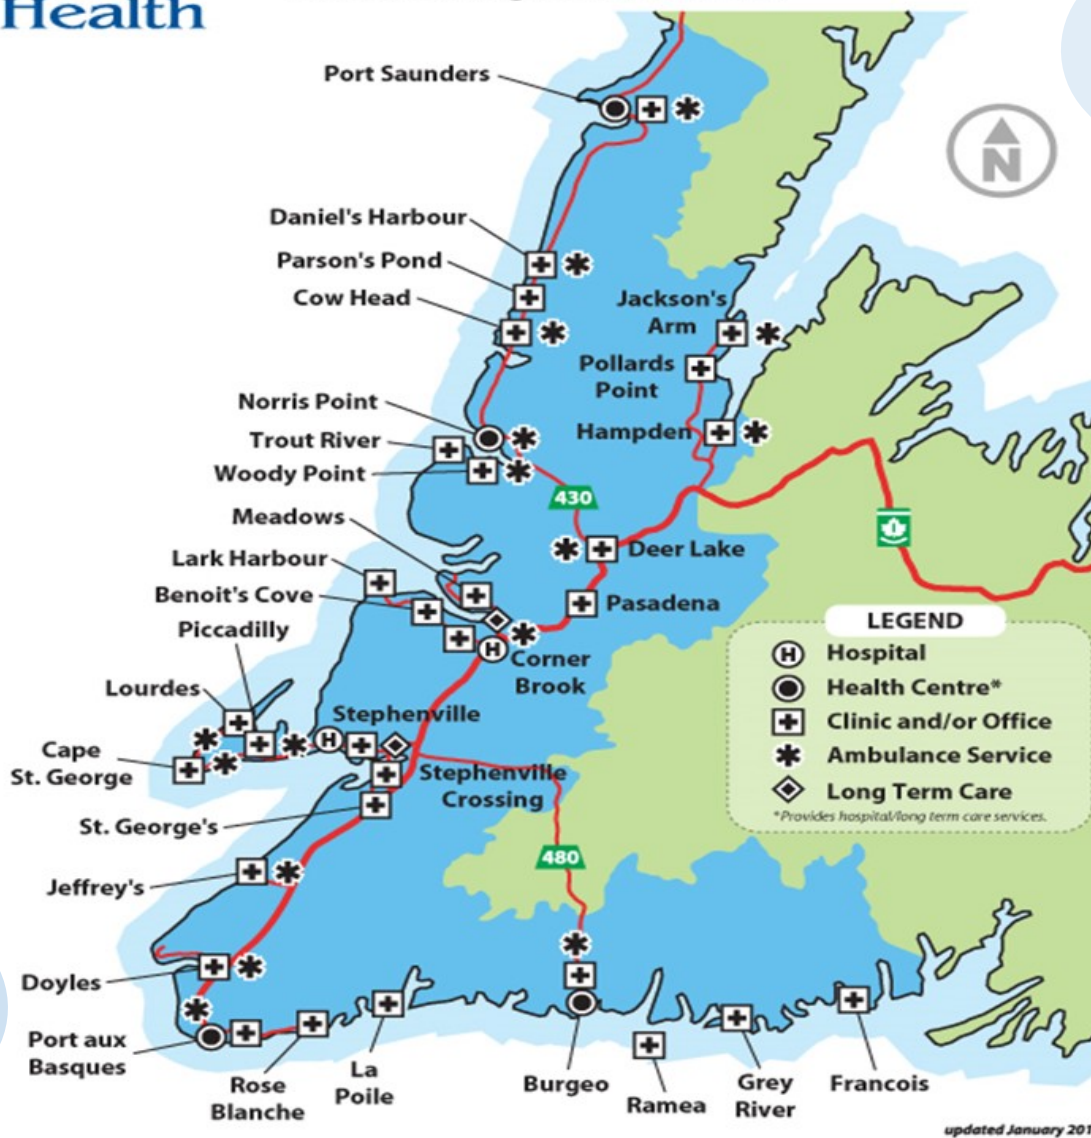 Health
Port Saunders
Daniel's Harbour
Parson's Pond
Cow Head
Jackson's
Arm
Pollards
Point
Norris Point
Hampden
Trout River
Woody Point
430
Meadows
Deer Lake
Lark Harbour
Benoit's Cove
Pasadena
Piccadilly
Corner
Brook
Lourdes
Stephenville
Cape
St. George
Stephenville
Crossing
St. George's
480
Jeffrey's
Doyles
Port aux
Basques
Rose
Blanche
La
Poile
Burgeo
Ramea
Grey
River
Francois
N
1
LEGEND
H Hospital
Health Centre*
Clinic and/or Office
Ambulance Service
Long Term Care
*Provides hospital/long term care services.
H
H
updated January